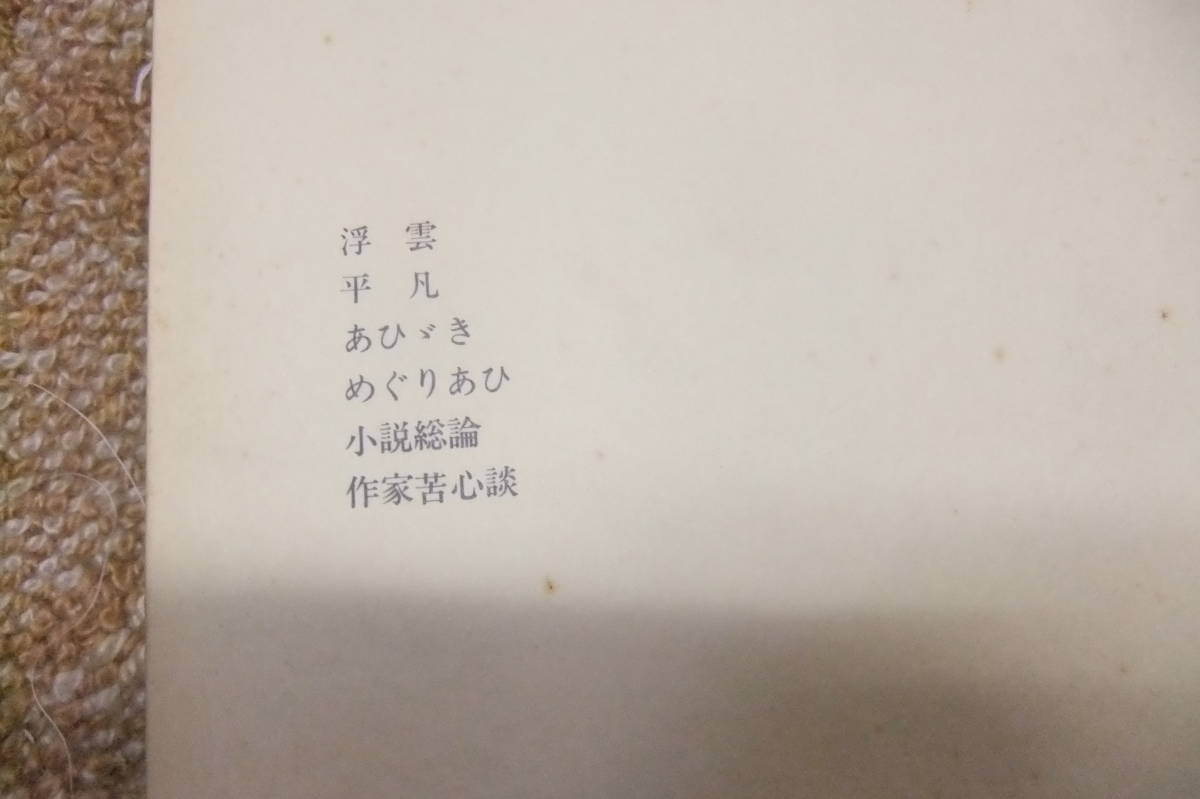 浮　雲
平　凡
あひゞき
めぐりあひ
小説総論
作家苦心談